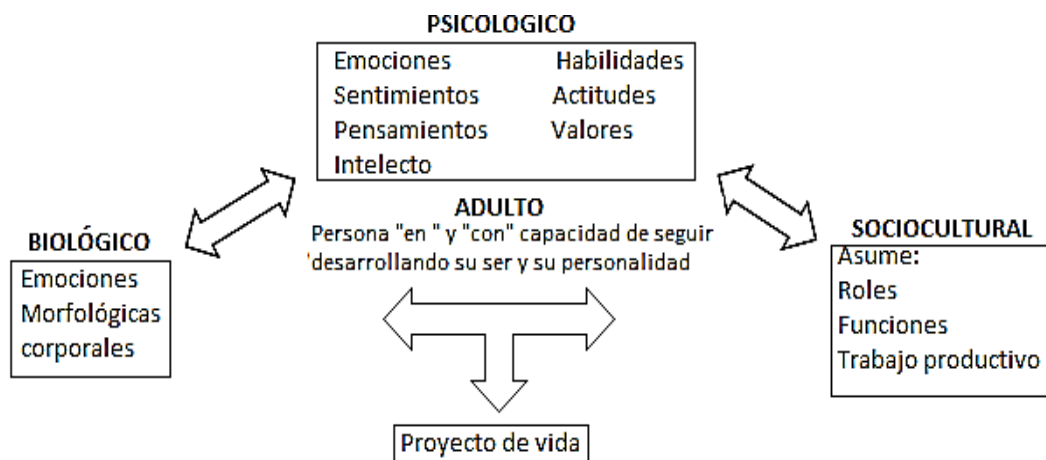 PSICOLOGICO
Emociones Habilidades
Sentimientos Actitudes
Pensamientos Valores
Intelecto
ADULTO
Persona "en " y "con" capacidad de seguir
'desarrollando su ser y su personalidad
BIOLÓGICO
Emociones
Morfológicas
corporales
SOCIOCULTURAL
Asume:
Roles
Funciones
Trabajo productivo
Proyecto de vida